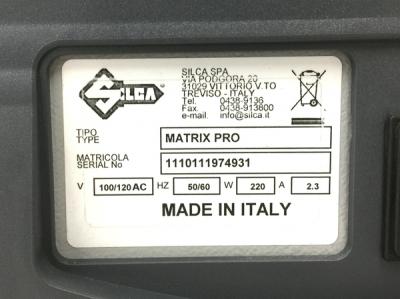 SILCA
SILCA SPA
VIA PODGORA 20
31029 VITTORIO V.TO
TREVISO - ITALY
Tel. 0438-9136
Fax. 0438-913800
e-mail. info@silca.it
TIPO
TYPE
MATRIX PRO
MATRICOLA
SERIAL No
1110111974931
V 100/120 AC HZ 50/60 W 220 A 2.3
MADE IN ITALY